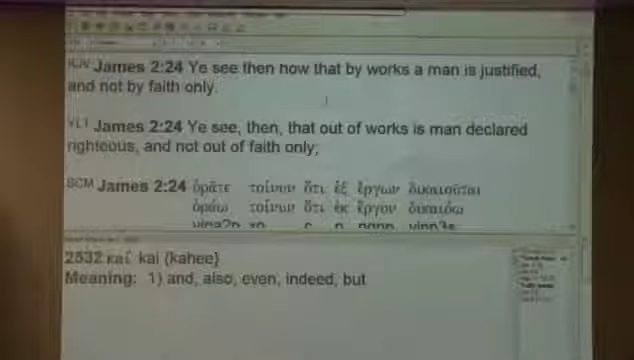 KJV James 2:24 Ye see then how that by works a man is justified,
and not by faith only.
YLT James 2:24 Ye see, then, that out of works is man declared
righteous, and not out of faith only;
SCM James 2:24 ὁρᾶτε τοίνυν ὅτι ἐξ ἔργων δικαιοῦται
ὁράω τοίνυν ὅτι ἐκ ἔργον δικαιόω
2532 καί kai {kahee}
Meaning: 1) and, also, even, indeed, but